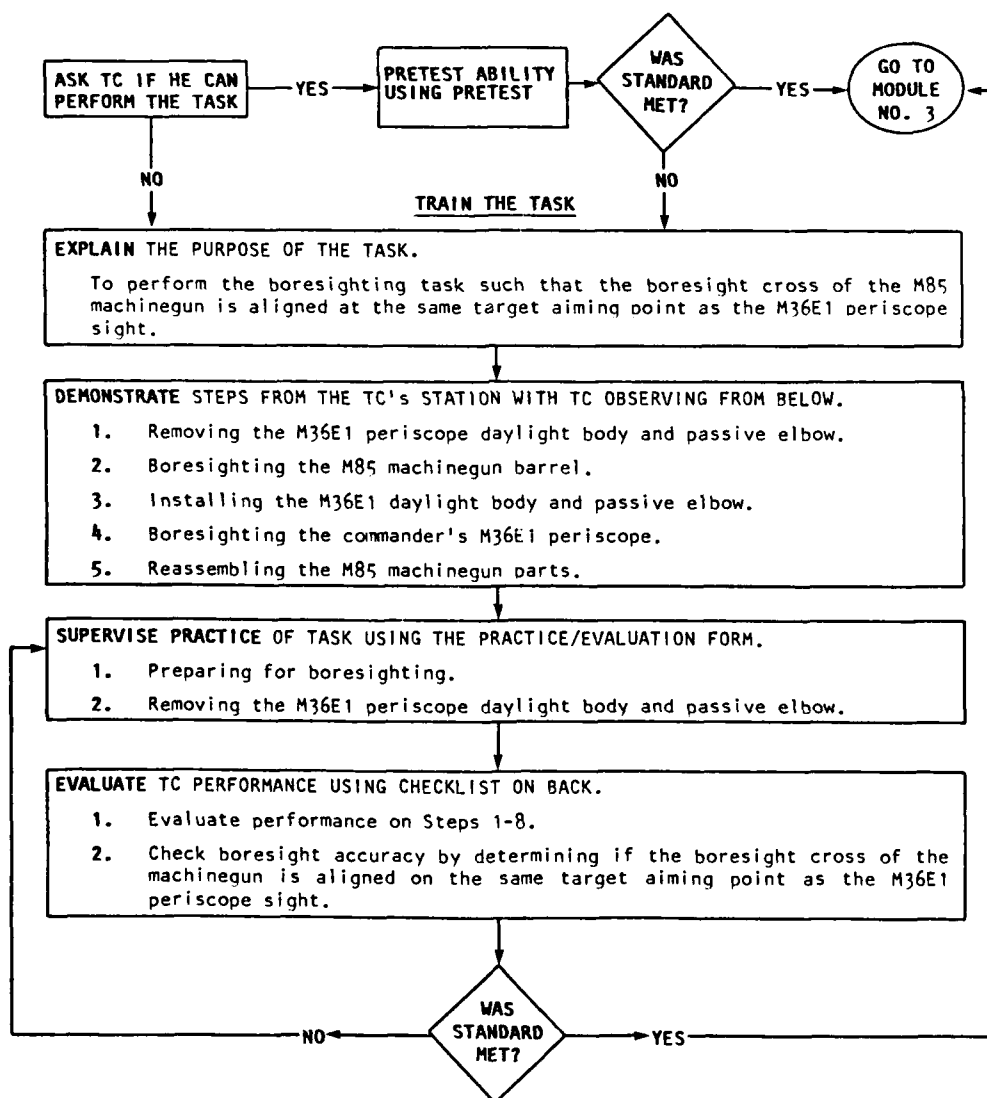 ASK TC IF HE CAN
PERFORM THE TASK
YES
PRETEST ABILITY
USING PRETEST
WAS
STANDARD
MET?
YES
GO TO
MODULE
NO. 3
NO
NO
TRAIN THE TASK
EXPLAIN THE PURPOSE OF THE TASK.
To perform the boresighting task such that the boresight cross of the M85
machinegun is aligned at the same target aiming point as the M36E1 periscope
sight.
DEMONSTRATE STEPS FROM THE TC's STATION WITH TC OBSERVING FROM BELOW.
1. Removing the M36E1 periscope daylight body and passive elbow.
2. Boresighting the M85 machinegun barrel.
3. Installing the M36E1 daylight body and passive elbow.
4. Boresighting the commander's M36E1 periscope.
5. Reassembling the M85 machinegun parts.
SUPERVISE PRACTICE OF TASK USING THE PRACTICE/EVALUATION FORM.
1. Preparing for boresighting.
2. Removing the M36E1 periscope daylight body and passive elbow.
EVALUATE TC PERFORMANCE USING CHECKLIST ON BACK.
1. Evaluate performance on Steps 1-8.
2. Check boresight accuracy by determining if the boresight cross of the
machinegun is aligned on the same target aiming point as the M36E1
periscope sight.
WAS
STANDARD
MET?
NO
YES